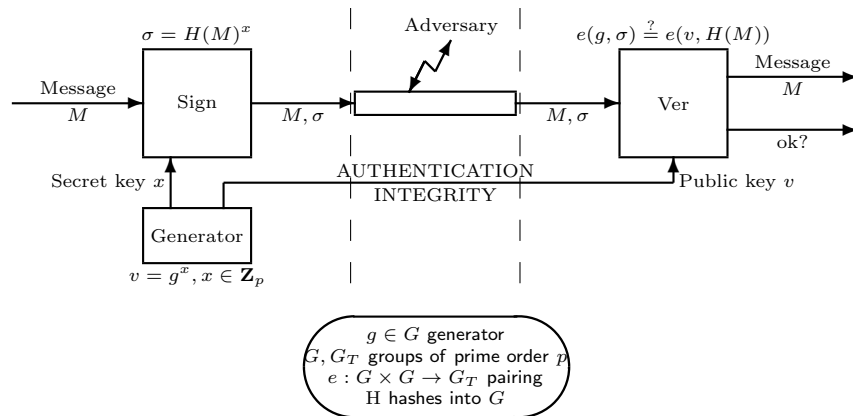 σ = H(M)^x
Adversary
e(g, σ) ≟ e(v, H(M))
Message
M
Sign
M, σ
M, σ
Ver
Message
M
ok?
Secret key x
AUTHENTICATION
INTEGRITY
Public key v
Generator
v = g^x, x ∈ Z_p
g ∈ G generator
G, G_T groups of prime order p
e : G × G → G_T pairing
H hashes into G